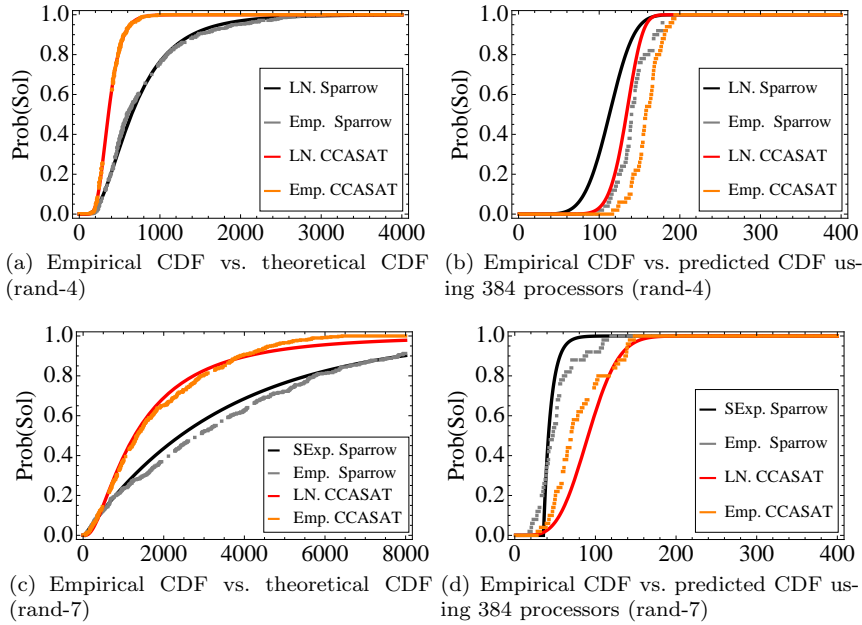 Prob(Sol)
1.0
0.8
0.6
0.4
0.2
0.0
LN. Sparrow
Emp. Sparrow
LN. CCASAT
Emp. CCASAT
0 1000 2000 3000 4000
(a) Empirical CDF vs. theoretical CDF
(rand-4)
Prob(Sol)
1.0
0.8
0.6
0.4
0.2
0.0
LN. Sparrow
Emp. Sparrow
LN. CCASAT
Emp. CCASAT
0 100 200 300 400
(b) Empirical CDF vs. predicted CDF us-
ing 384 processors (rand-4)
Prob(Sol)
1.0
0.8
0.6
0.4
0.2
0.0
SExp. Sparrow
Emp. Sparrow
LN. CCASAT
Emp. CCASAT
0 2000 4000 6000 8000
(c) Empirical CDF vs. theoretical CDF
(rand-7)
Prob(Sol)
1.0
0.8
0.6
0.4
0.2
0.0
SExp. Sparrow
Emp. Sparrow
LN. CCASAT
Emp. CCASAT
0 100 200 300 400
(d) Empirical CDF vs. predicted CDF us-
ing 384 processors (rand-7)